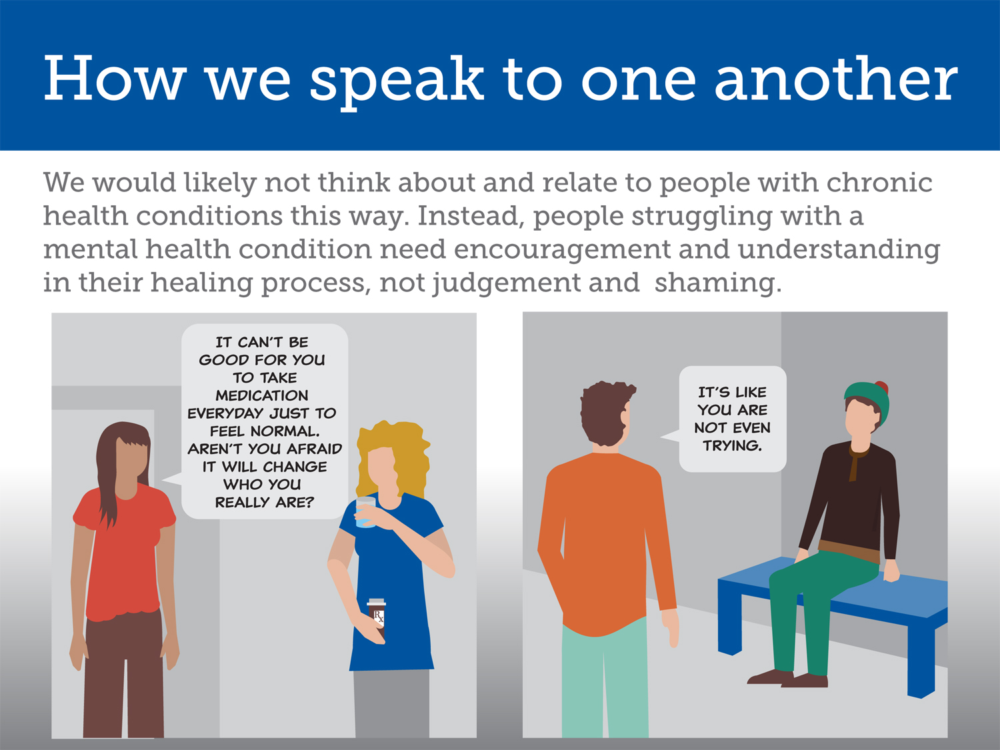 How we speak to one another
We would likely not think about and relate to people with chronic
health conditions this way. Instead, people struggling with a
mental health condition need encouragement and understanding
in their healing process, not judgement and  shaming.
IT CAN'T BE
GOOD FOR YOU
TO TAKE
MEDICATION
EVERYDAY JUST TO
FEEL NORMAL.
AREN'T YOU AFRAID
IT WILL CHANGE
WHO YOU
REALLY ARE?
Rx
IT'S LIKE
YOU ARE
NOT EVEN
TRYING.